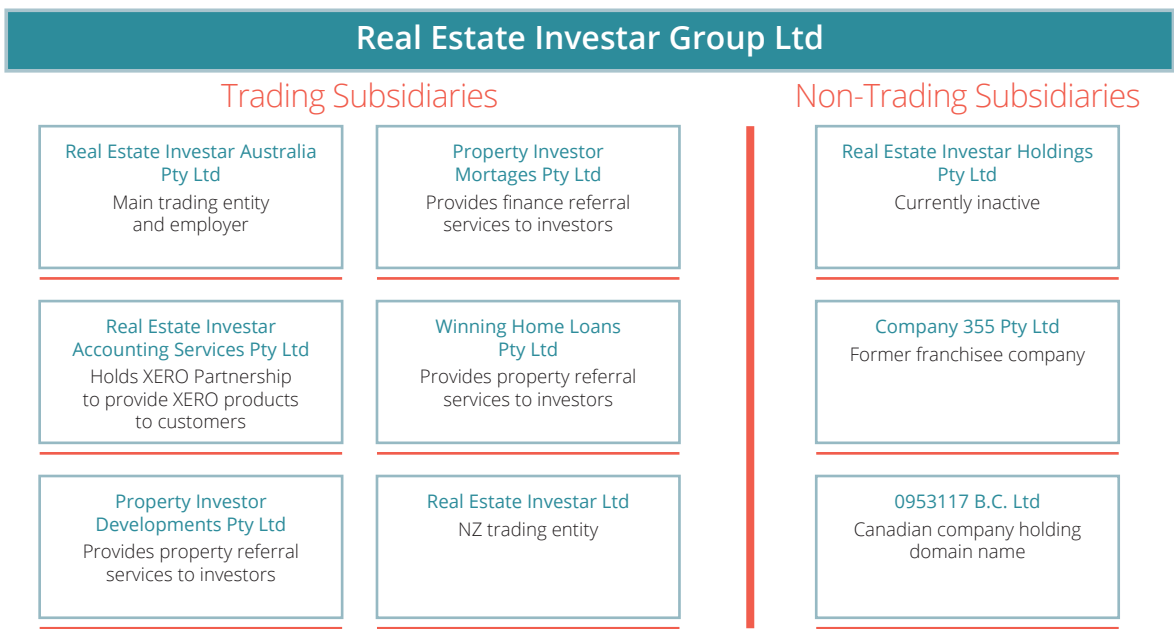 Real Estate Investar Group Ltd
Trading Subsidiaries
Real Estate Investar Australia
Pty Ltd
Main trading entity
and employer
Property Investor
Mortages Pty Ltd
Provides finance referral
services to investors
Real Estate Investar
Accounting Services Pty Ltd
Holds XERO Partnership
to provide XERO products
to customers
Winning Home Loans
Pty Ltd
Provides property referral
services to investors
Property Investor
Developments Pty Ltd
Provides property referral
services to investors
Real Estate Investar Ltd
NZ trading entity
Non-Trading Subsidiaries
Real Estate Investar Holdings
Pty Ltd
Currently inactive
Company 355 Pty Ltd
Former franchisee company
0953117 B.C. Ltd
Canadian company holding
domain name